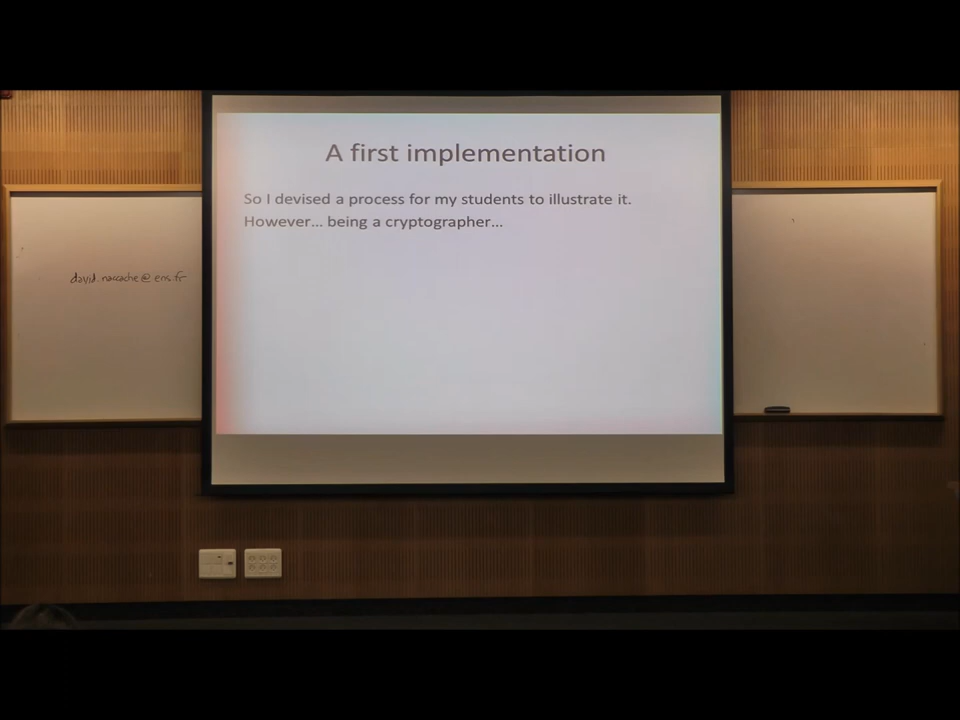 A first implementation
So I devised a process for my students to illustrate it.
However... being a cryptographer...
david.naccache@ens.fr